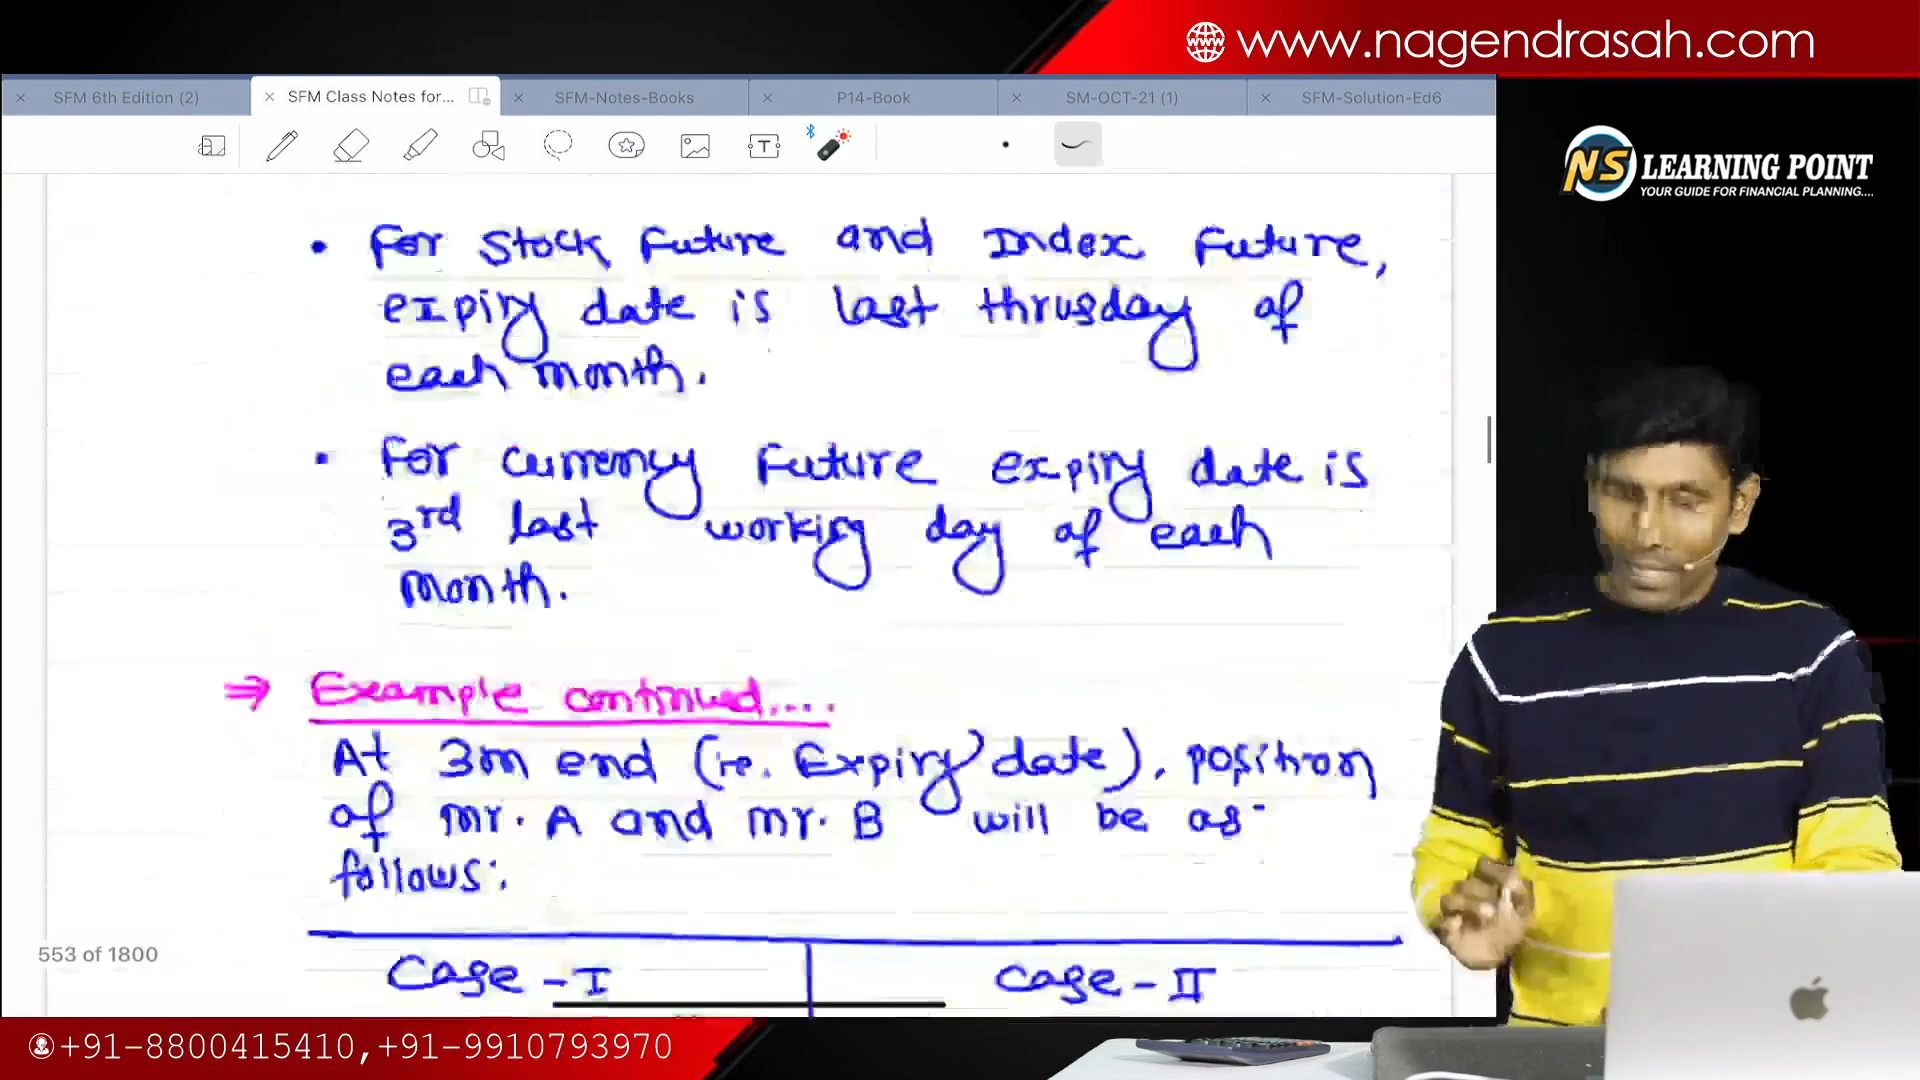 www.nagendrasah.com
SFM 6th Edition (2)
SFM Class Notes for...
SFM-Notes-Books
P14-Book
SM-OCT-21 (1)
SFM-Solution-Ed6
NS LEARNING POINT
YOUR GUIDE FOR FINANCIAL PLANNING....
• For Stock Future and Index Future,
expiry date is last thrusday of
each month.
• For currency Future expiry date is
3rd last working day of each
month.
⇒ Example continued....
At 3m end (ie. Expiry date), position
of mr. A and mr. B will be as
follows:
553 of 1800
Case-I
Case-II
+91-8800415410,+91-9910793970